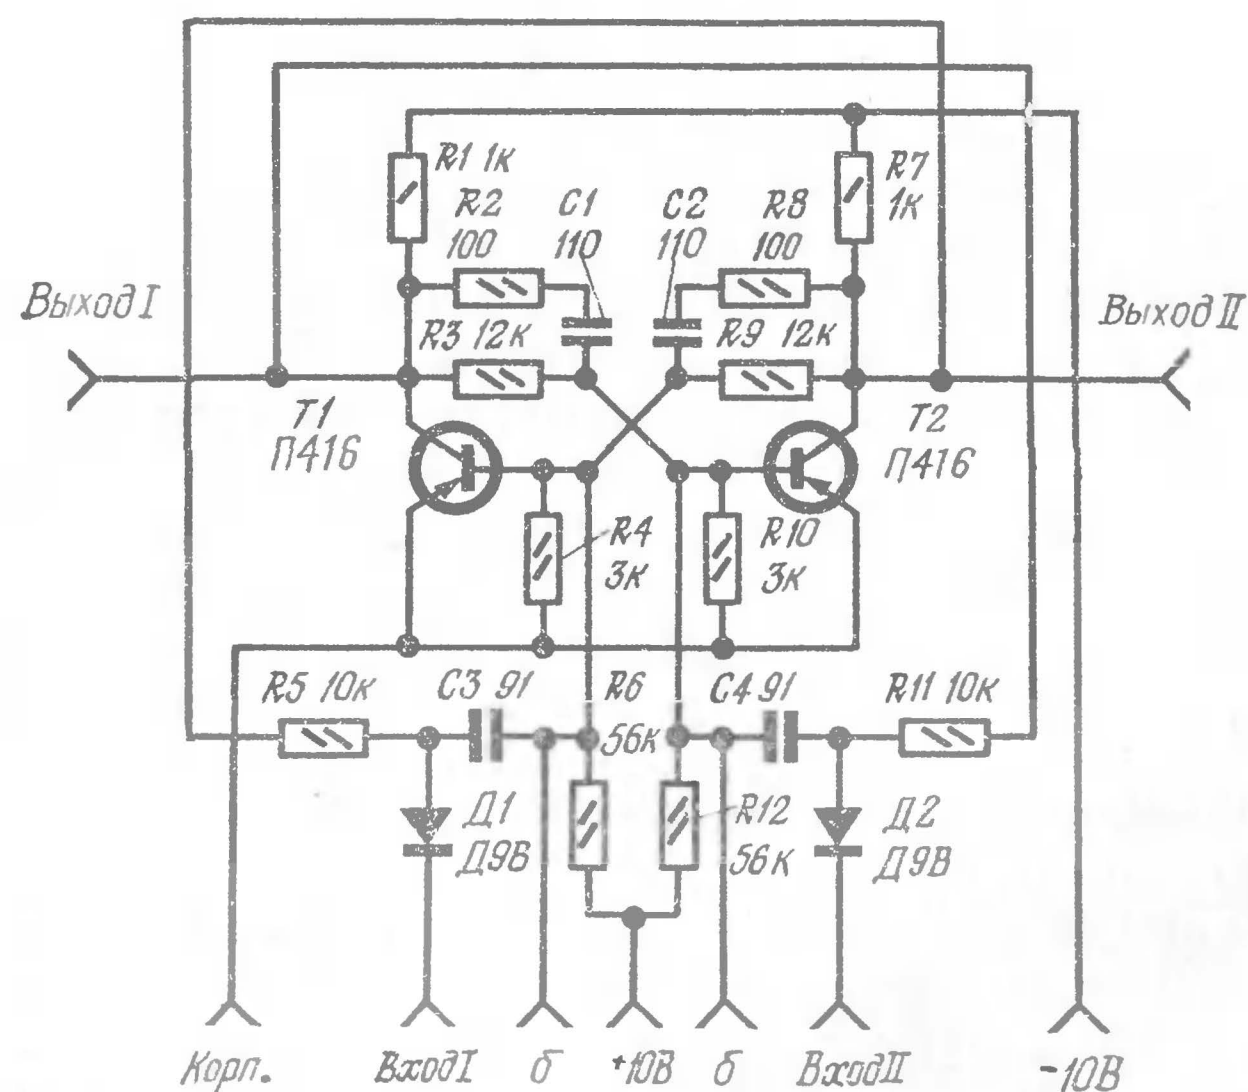 R1 1к
R7
1к
R2
100
C1
110
C2
110
R8
100
Выход I
R3 12к
R9 12к
Выход II
T1
П416
T2
П416
R4
3к
R10
3к
R5 10к
C3 91
R6
56к
C4 91
R11 10к
Д1
Д9В
R12
56к
Д2
Д9В
Корп.
Вход I
б
+10В
б
Вход II
-10В